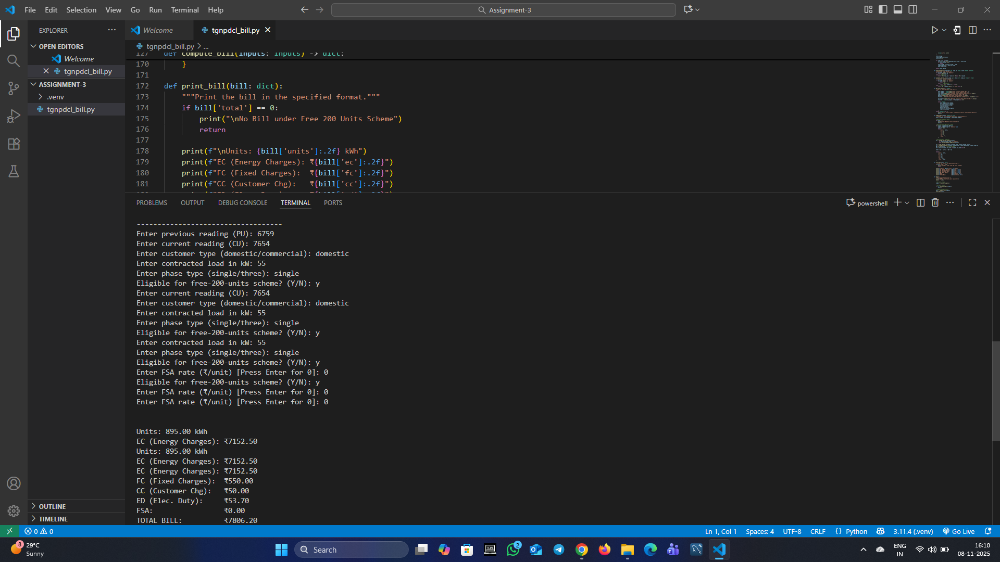 File Edit Selection View Go Run Terminal Help
Assignment-3
EXPLORER
OPEN EDITORS
Welcome
tgnpdcl_bill.py
ASSIGNMENT-3
.venv
tgnpdcl_bill.py
OUTLINE
TIMELINE
Welcome tgnpdcl_bill.py
tgnpdcl_bill.py > ...
127 def compute_bill(inputs: Inputs) -> dict:
170 }
171
172 def print_bill(bill: dict):
173 """Print the bill in the specified format."""
174 if bill['total'] == 0:
175 print("\nNo Bill under Free 200 Units Scheme")
176 return
177
178 print(f"\nUnits: {bill['units']:.2f} kWh")
179 print(f"EC (Energy Charges): ₹{bill['ec']:.2f}")
180 print(f"FC (Fixed Charges):  ₹{bill['fc']:.2f}")
181 print(f"CC (Customer Chg):   ₹{bill['cc']:.2f}")
PROBLEMS OUTPUT DEBUG CONSOLE TERMINAL PORTS
powershell
-----------------------------------
Enter previous reading (PU): 6759
Enter current reading (CU): 7654
Enter customer type (domestic/commercial): domestic
Enter contracted load in kW: 55
Enter phase type (single/three): single
Eligible for free-200-units scheme? (Y/N): y
Enter current reading (CU): 7654
Enter customer type (domestic/commercial): domestic
Enter contracted load in kW: 55
Enter phase type (single/three): single
Eligible for free-200-units scheme? (Y/N): y
Enter contracted load in kW: 55
Enter phase type (single/three): single
Eligible for free-200-units scheme? (Y/N): y
Enter FSA rate (₹/unit) [Press Enter for 0]: 0
Eligible for free-200-units scheme? (Y/N): y
Enter FSA rate (₹/unit) [Press Enter for 0]: 0
Enter FSA rate (₹/unit) [Press Enter for 0]: 0
Units: 895.00 kWh
EC (Energy Charges): ₹7152.50
Units: 895.00 kWh
EC (Energy Charges): ₹7152.50
EC (Energy Charges): ₹7152.50
FC (Fixed Charges):  ₹550.00
CC (Customer Chg):   ₹50.00
ED (Elec. Duty):     ₹53.70
FSA:                 ₹0.00
TOTAL BILL:          ₹7806.20
0 0
Ln 1, Col 1 Spaces: 4 UTF-8 CRLF {} Python 3.11.4 (.venv) Go Live
8
29°C
Sunny
Search
2
ENG
IN
16:10
08-11-2025